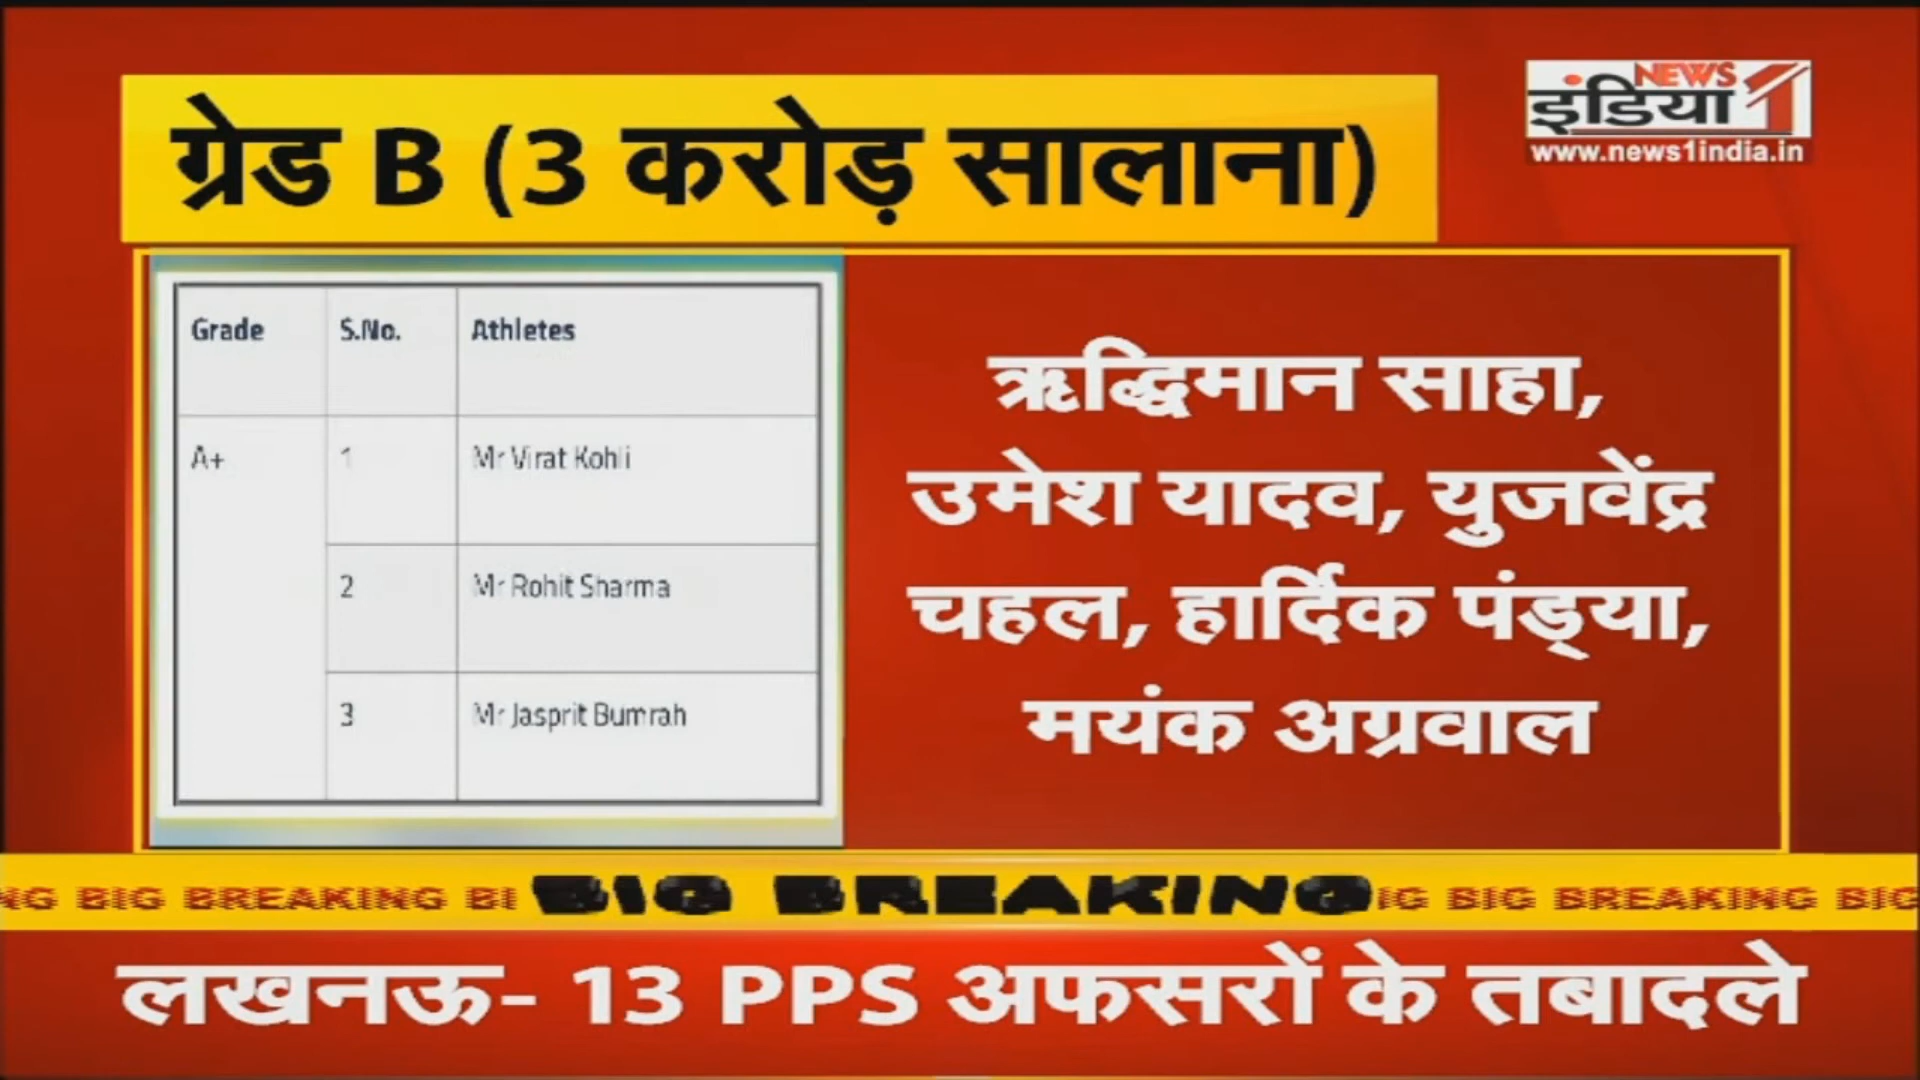 ग्रेड B (3 करोड़ सालाना)
NEWS
इंडिया 1
www.news1india.in
Grade S.No. Athletes
A+ 1 Mr Virat Kohli
2 Mr Rohit Sharma
3 Mr Jasprit Bumrah
ऋद्धिमान साहा,
उमेश यादव, युजवेंद्र
चहल, हार्दिक पंड्या,
मयंक अग्रवाल
NG BIG BREAKING BI BIG BREAKING IG BIG BREAKING BIG
लखनऊ- 13 PPS अफसरों के तबादले